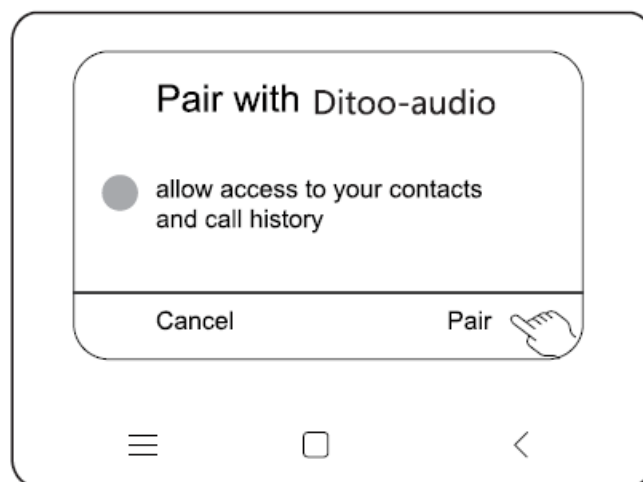 Pair with Ditoo-audio
allow access to your contacts
and call history
Cancel Pair